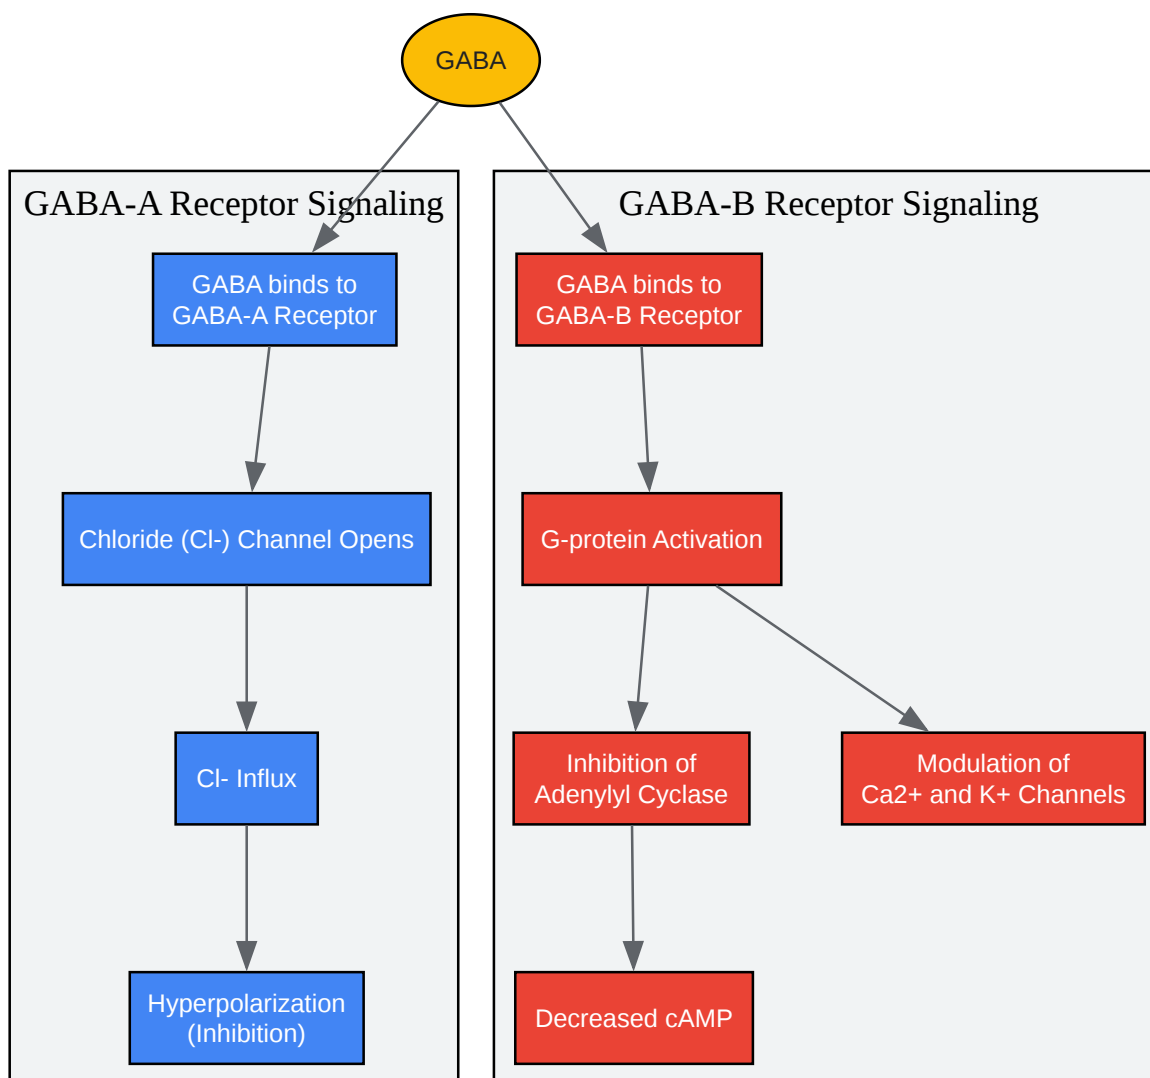 GABA
GABA-A Receptor Signaling
GABA binds to
GABA-A Receptor
Chloride (Cl-) Channel Opens
Cl- Influx
Hyperpolarization
(Inhibition)
GABA-B Receptor Signaling
GABA binds to
GABA-B Receptor
G-protein Activation
Inhibition of
Adenylyl Cyclase
Modulation of
Ca2+ and K+ Channels
Decreased cAMP